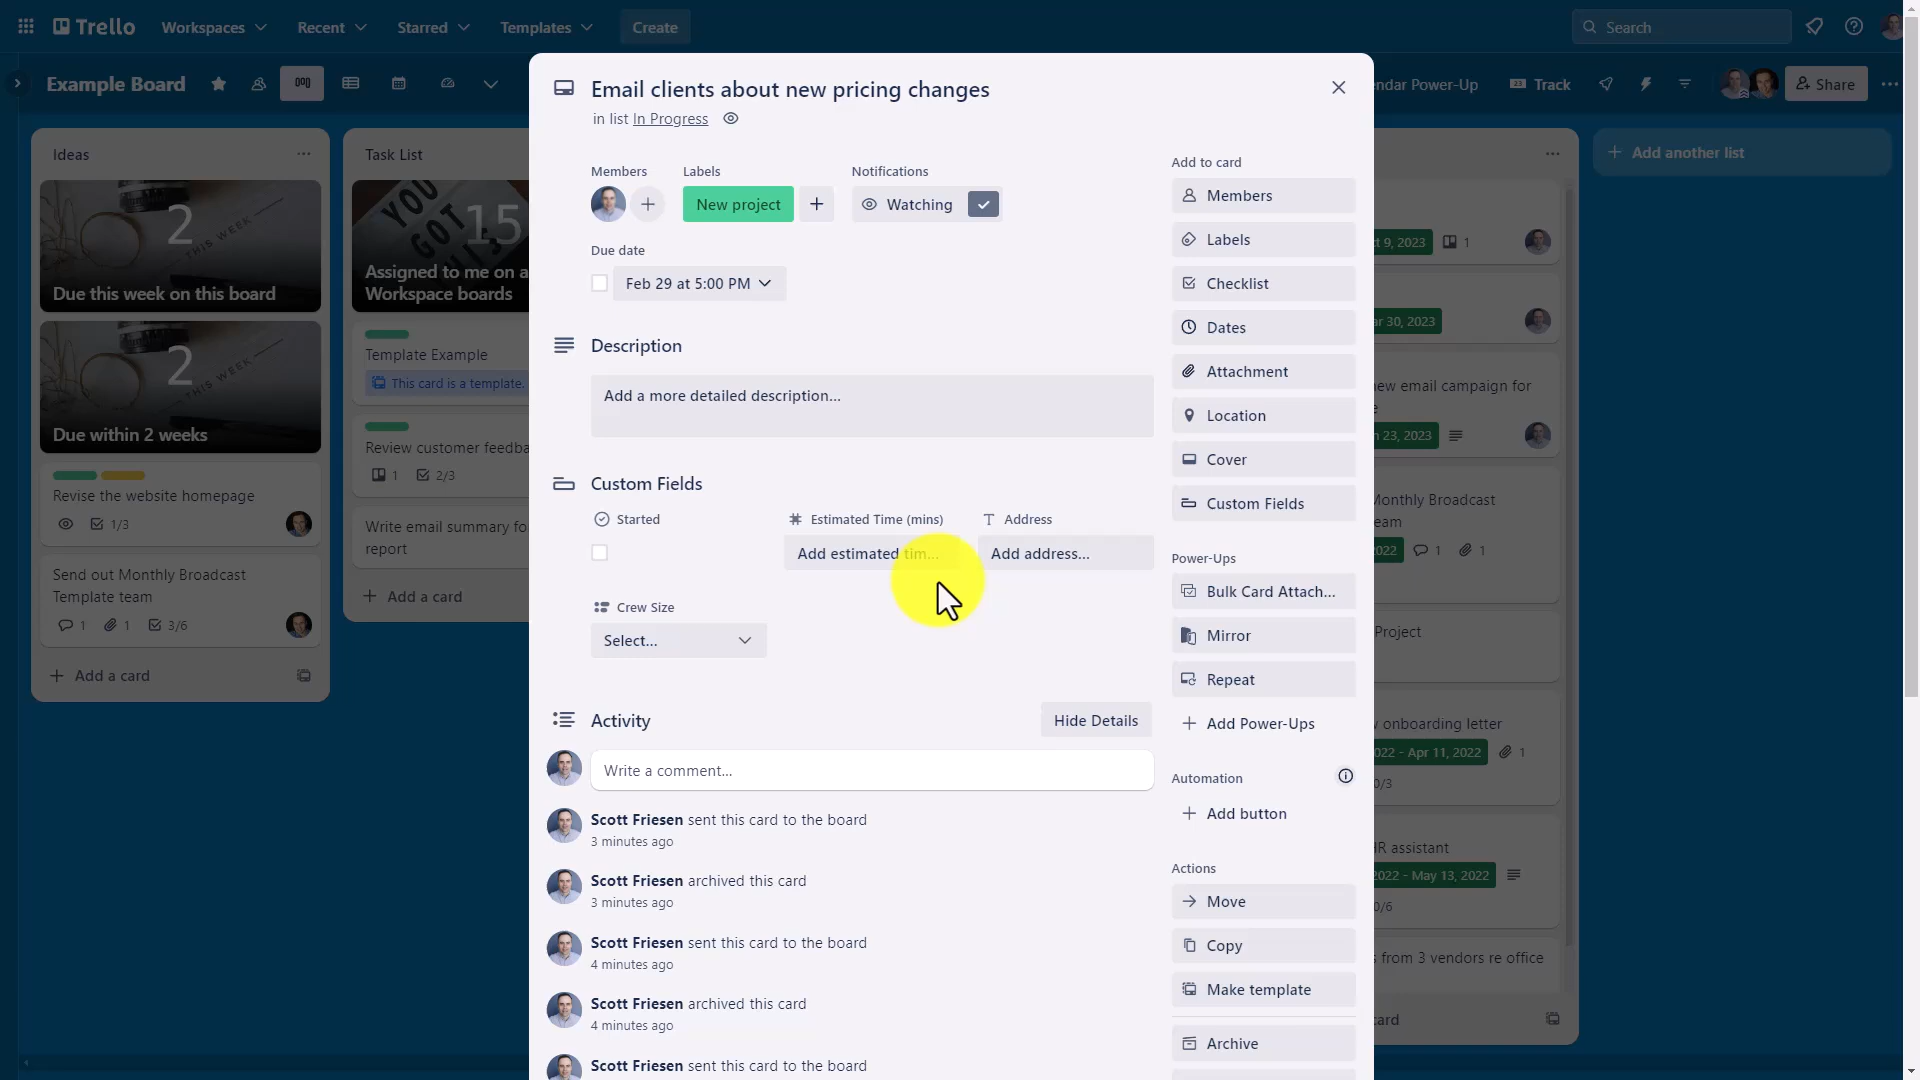 Trello
Workspaces
Recent
Starred
Templates
Create
Search
Example Board
endar Power-Up
Track
Share
Ideas
2
THIS WEEK
Due this week on this board
2
THIS WEEK
Due within 2 weeks
Revise the website homepage
1/3
Send out Monthly Broadcast
Template team
1
1
3/6
Add a card
Task List
YOU
GOT
15
Assigned to me on a
Workspace boards
Template Example
This card is a template.
Review customer feedba
1
2/3
Write email summary fo
report
Add a card
Email clients about new pricing changes
in list In Progress
Members
Labels
Notifications
New project
Watching
Due date
Feb 29 at 5:00 PM
Description
Add a more detailed description...
Custom Fields
Started
Estimated Time (mins)
Address
Add estimated tim...
Add address...
Crew Size
Select...
Activity
Hide Details
Write a comment...
Scott Friesen sent this card to the board
3 minutes ago
Scott Friesen archived this card
3 minutes ago
Scott Friesen sent this card to the board
4 minutes ago
Scott Friesen archived this card
4 minutes ago
Scott Friesen sent this card to the board
Add to card
Members
Labels
Checklist
Dates
Attachment
Location
Cover
Custom Fields
Power-Ups
Bulk Card Attach...
Mirror
Repeat
Add Power-Ups
Automation
Add button
Actions
Move
Copy
Make template
Archive
ct 9, 2023
1
ar 30, 2023
new email campaign for
e
n 23, 2023
Monthly Broadcast
eam
2022
1
1
Project
w onboarding letter
2022 - Apr 11, 2022
1
0/3
HR assistant
2022 - May 13, 2022
0/6
s from 3 vendors re office
card
Add another list